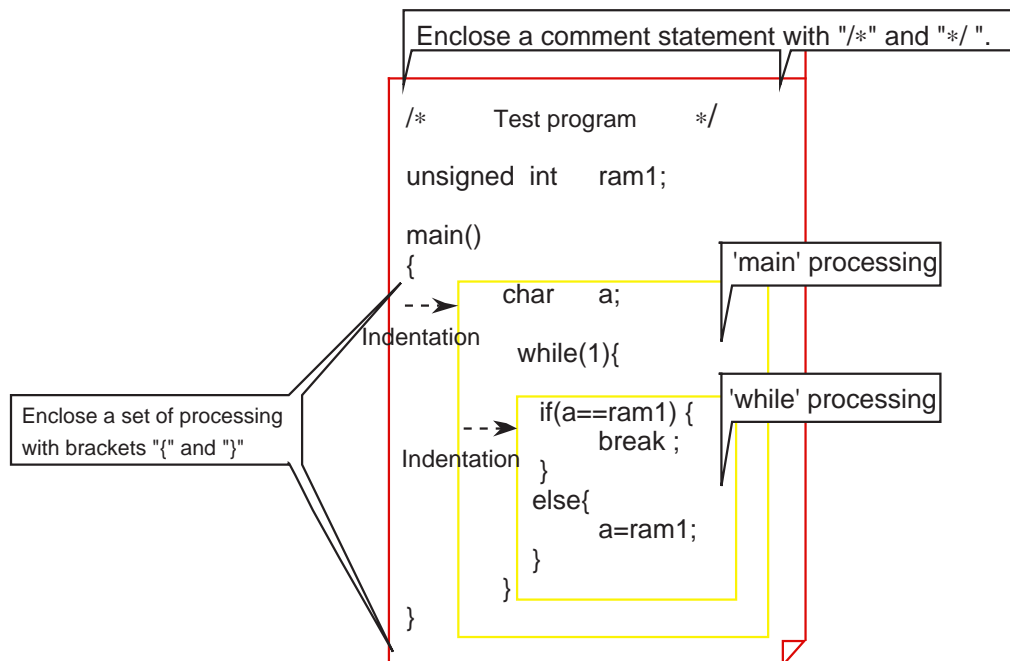 Enclose a comment statement with "/*" and "*/ ".
/* Test program */
unsigned int ram1;
main()
{
'main' processing
char a;
Indentation
while(1){
'while' processing
Enclose a set of processing
with brackets "{" and "}"
if(a==ram1) {
break ;
Indentation
}
else{
a=ram1;
}
}
}